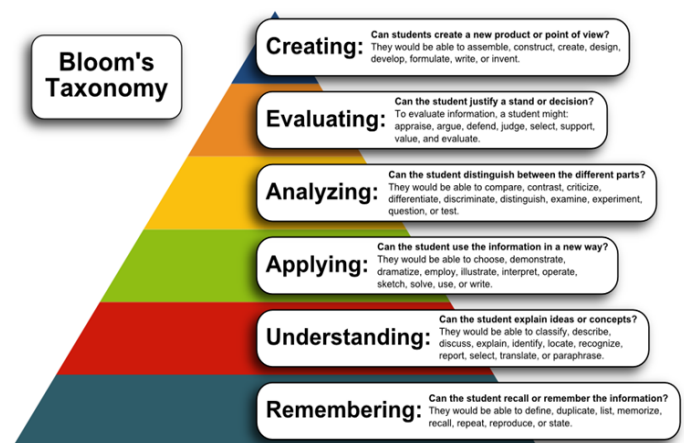 Bloom's
Taxonomy
Creating:
Can students create a new product or point of view?
They would be able to assemble, construct, create, design,
develop, formulate, write, or invent.
Evaluating:
Can the student justify a stand or decision?
To evaluate information, a student might:
appraise, argue, defend, judge, select, support,
value, and evaluate.
Analyzing:
Can the student distinguish between the different parts?
They would be able to compare, contrast, criticize,
differentiate, discriminate, distinguish, examine, experiment,
question, or test.
Applying:
Can the student use the information in a new way?
They would be able to choose, demonstrate,
dramatize, employ, illustrate, interpret, operate,
sketch, solve, use, or write.
Understanding:
Can the student explain ideas or concepts?
They would be able to classify, describe,
discuss, explain, identify, locate, recognize,
report, select, translate, or paraphrase.
Remembering:
Can the student recall or remember the information?
They would be able to define, duplicate, list, memorize,
recall, repeat, reproduce, or state.